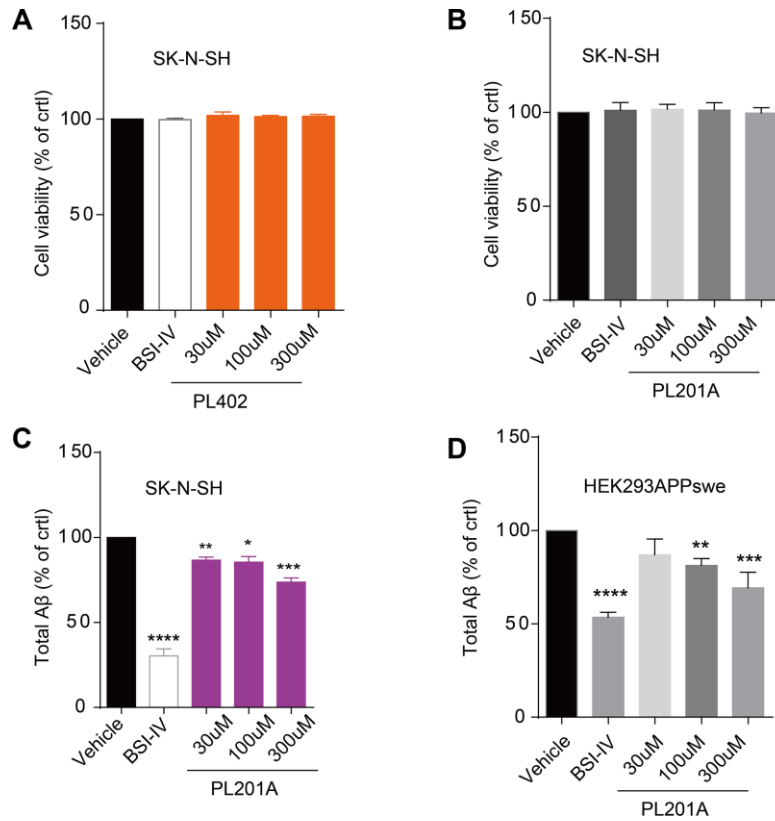 A
SK-N-SH
Cell viability (% of crtl)
150
100
50
0
Vehicle
BSI-IV
30uM
100uM
300uM
PL402
B
SK-N-SH
Cell viability (% of crtl)
150
100
50
0
Vehicle
BSI-IV
30uM
100uM
300uM
PL201A
C
SK-N-SH
Total Aβ (% of crtl)
150
100
50
0
****
**
*
***
Vehicle
BSI-IV
30uM
100uM
300uM
PL201A
D
HEK293APPswe
Total Aβ (% of crtl)
150
100
50
0
****
**
***
Vehicle
BSI-IV
30uM
100uM
300uM
PL201A